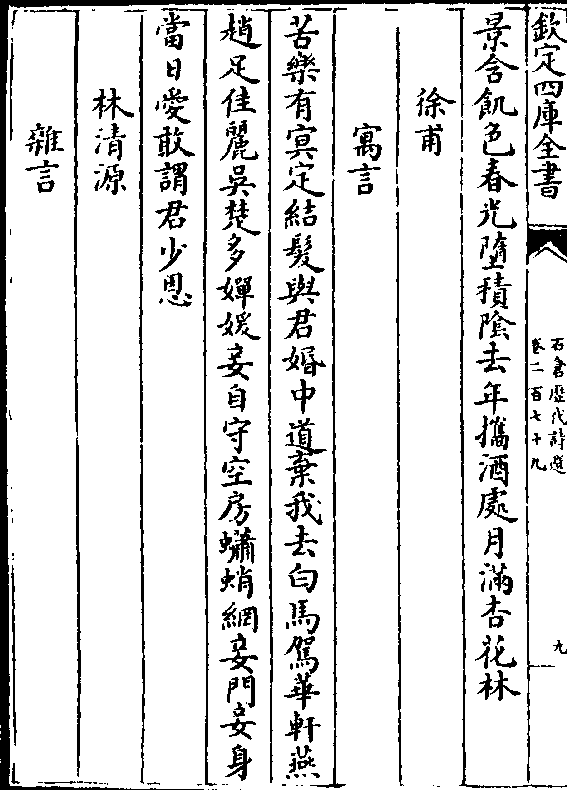 欽定四庫全書
石倉歷代詩選
卷二百七十九
九
景含飢色春光墮積陰去年攜酒處月滿杏花林
徐甫
寓言
苦樂有㝠定結髮與君婚中道棄我去白馬駕華軒燕
趙足佳麗吳楚多嬋媛妾自守空房蠨蛸網妾門妾身
當日愛敢謂君少恩
林清源
雜言